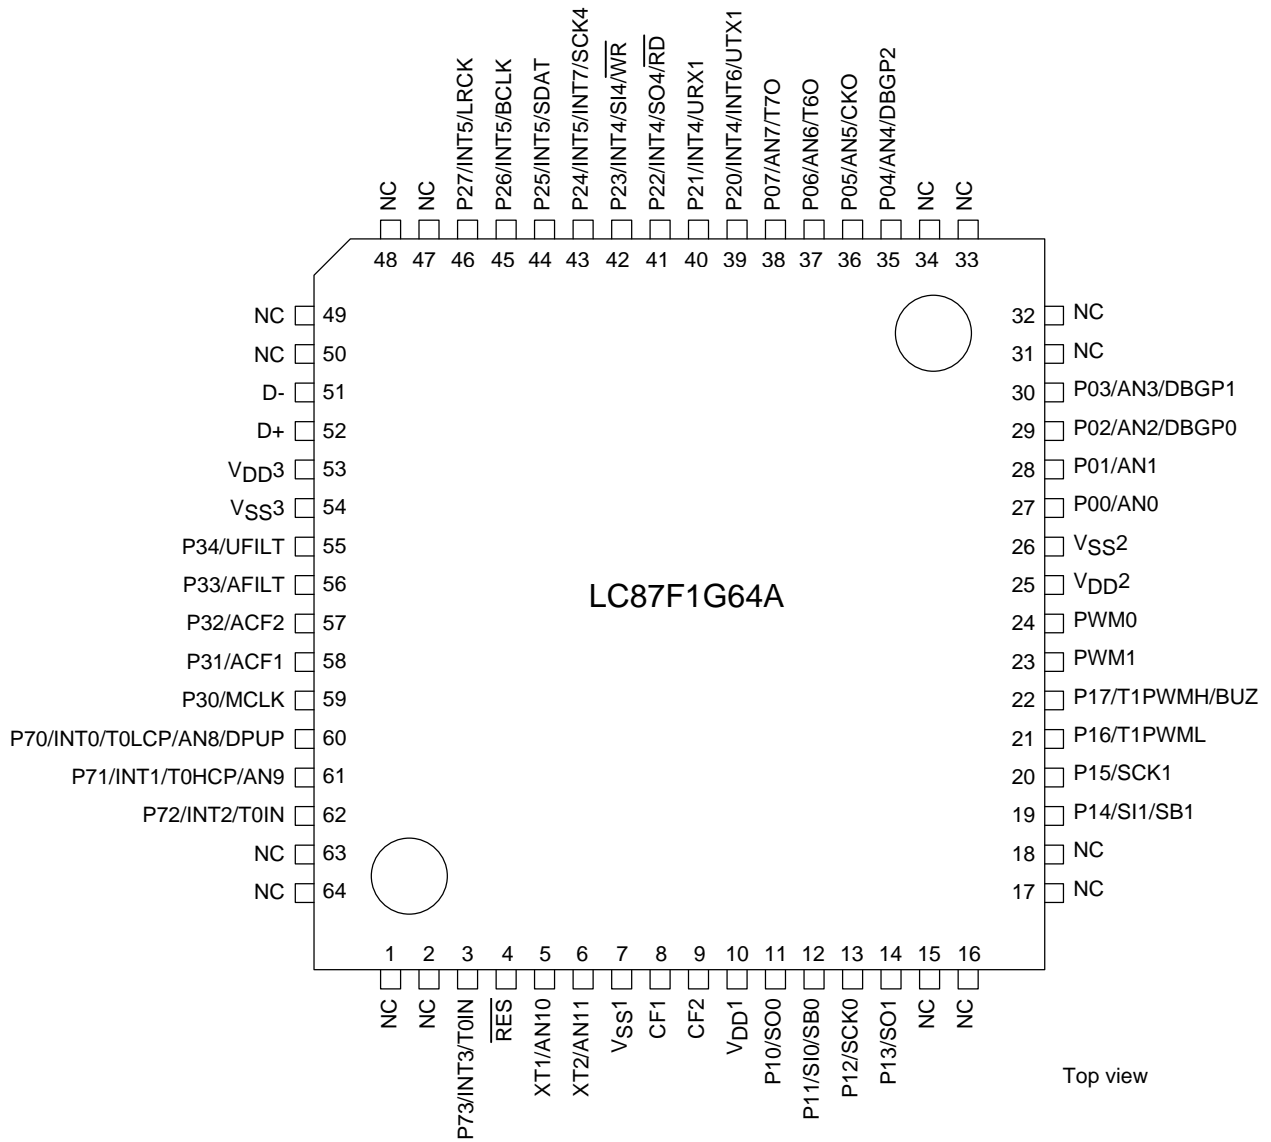 NC
NC
P27/INT5/LRCK
P26/INT5/BCLK
P25/INT5/SDAT
P24/INT5/INT7/SCK4
P23/INT4/SI4/W̅R̅
P22/INT4/SO4/R̅D̅
P21/INT4/URX1
P20/INT4/INT6/UTX1
P07/AN7/T7O
P06/AN6/T6O
P05/AN5/CKO
P04/AN4/DBGP2
NC
NC
48 47 46 45 44 43 42 41 40 39 38 37 36 35 34 33
NC 49
NC 50
D- 51
D+ 52
VDD3 53
VSS3 54
P34/UFILT 55
P33/AFILT 56
P32/ACF2 57
P31/ACF1 58
P30/MCLK 59
P70/INT0/T0LCP/AN8/DPUP 60
P71/INT1/T0HCP/AN9 61
P72/INT2/T0IN 62
NC 63
NC 64
LC87F1G64A
32 NC
31 NC
30 P03/AN3/DBGP1
29 P02/AN2/DBGP0
28 P01/AN1
27 P00/AN0
26 VSS2
25 VDD2
24 PWM0
23 PWM1
22 P17/T1PWMH/BUZ
21 P16/T1PWML
20 P15/SCK1
19 P14/SI1/SB1
18 NC
17 NC
1 2 3 4 5 6 7 8 9 10 11 12 13 14 15 16
NC
NC
P73/INT3/T0IN
R̅E̅S̅
XT1/AN10
XT2/AN11
VSS1
CF1
CF2
VDD1
P10/SO0
P11/SI0/SB0
P12/SCK0
P13/SO1
NC
NC
Top view